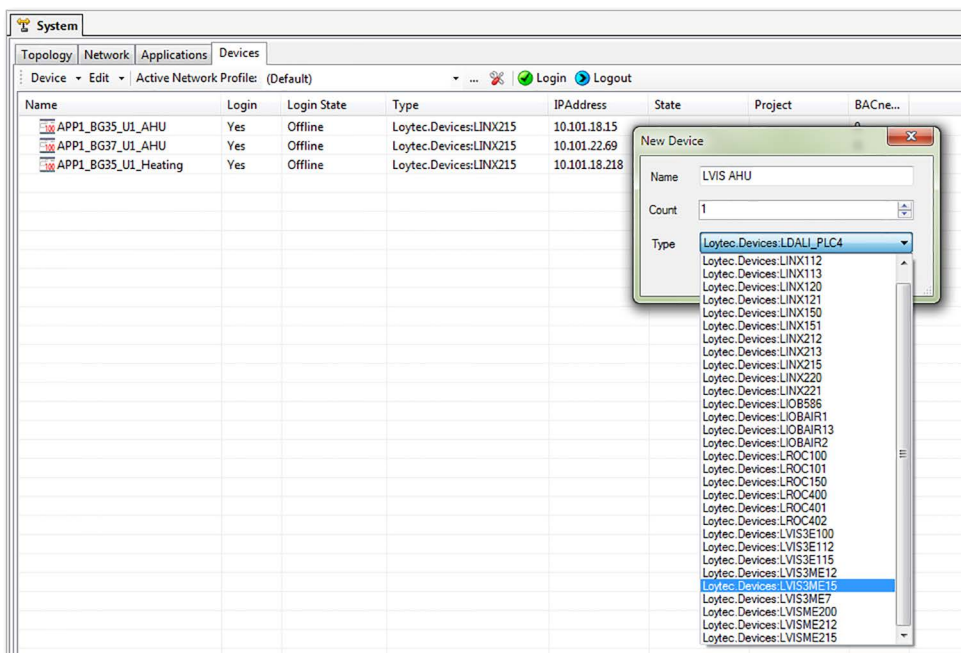 System
Topology Network Applications Devices
Device Edit Active Network Profile: (Default) ... Login Logout
Name Login Login State Type IPAddress State Project BACne...
APP1_BG35_U1_AHU Yes Offline Loytec.Devices:LINX215 10.101.18.15
APP1_BG37_U1_AHU Yes Offline Loytec.Devices:LINX215 10.101.22.69
APP1_BG35_U1_Heating Yes Offline Loytec.Devices:LINX215 10.101.18.218
New Device
Name LVIS AHU
Count 1
Type Loytec.Devices:LDALI_PLC4
Loytec.Devices:LINX112
Loytec.Devices:LINX113
Loytec.Devices:LINX120
Loytec.Devices:LINX121
Loytec.Devices:LINX150
Loytec.Devices:LINX151
Loytec.Devices:LINX212
Loytec.Devices:LINX213
Loytec.Devices:LINX215
Loytec.Devices:LINX220
Loytec.Devices:LINX221
Loytec.Devices:LIOB586
Loytec.Devices:LIOBAIR1
Loytec.Devices:LIOBAIR13
Loytec.Devices:LIOBAIR2
Loytec.Devices:LROC100
Loytec.Devices:LROC101
Loytec.Devices:LROC150
Loytec.Devices:LROC400
Loytec.Devices:LROC401
Loytec.Devices:LROC402
Loytec.Devices:LVIS3E100
Loytec.Devices:LVIS3E112
Loytec.Devices:LVIS3E115
Loytec.Devices:LVIS3ME12
Loytec.Devices:LVIS3ME15
Loytec.Devices:LVIS3ME7
Loytec.Devices:LVISME200
Loytec.Devices:LVISME212
Loytec.Devices:LVISME215